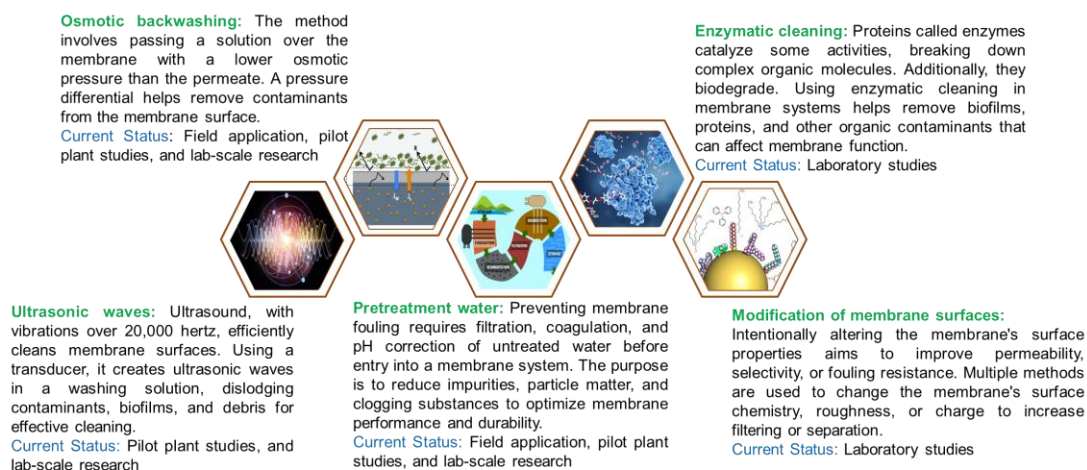 Osmotic backwashing: The method
involves passing a solution over the
membrane with a lower osmotic
pressure than the permeate. A pressure
differential helps remove contaminants
from the membrane surface.
Current Status: Field application, pilot
plant studies, and lab-scale research
Enzymatic cleaning: Proteins called enzymes
catalyze some activities, breaking down
complex organic molecules. Additionally, they
biodegrade. Using enzymatic cleaning in
membrane systems helps remove biofilms,
proteins, and other organic contaminants that
can affect membrane function.
Current Status: Laboratory studies
Ultrasonic waves: Ultrasound, with
vibrations over 20,000 hertz, efficiently
cleans membrane surfaces. Using a
transducer, it creates ultrasonic waves
in a washing solution, dislodging
contaminants, biofilms, and debris for
effective cleaning.
Current Status: Pilot plant studies, and
lab-scale research
Pretreatment water: Preventing membrane
fouling requires filtration, coagulation, and
pH correction of untreated water before
entry into a membrane system. The purpose
is to reduce impurities, particle matter, and
clogging substances to optimize membrane
performance and durability.
Current Status: Field application, pilot plant
studies, and lab-scale research
Modification of membrane surfaces:
Intentionally altering the membrane's surface
properties aims to improve permeability,
selectivity, or fouling resistance. Multiple methods
are used to change the membrane's surface
chemistry, roughness, or charge to increase
filtering or separation.
Current Status: Laboratory studies